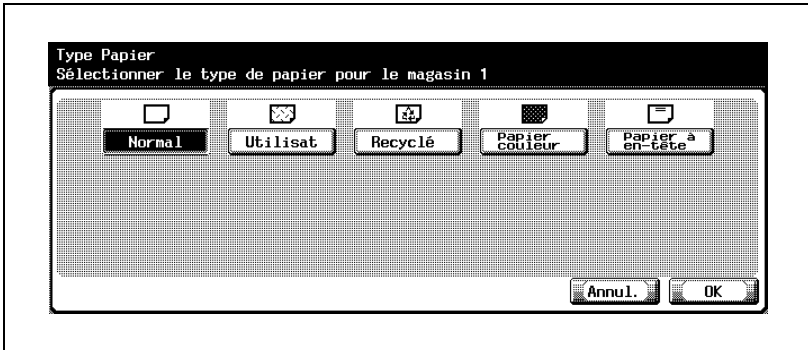 Type Papier
Sélectionner le type de papier pour le magasin 1
Normal
Utilisat
Recyclé
Papier
couleur
Papier à
en-tête
Annul.
OK